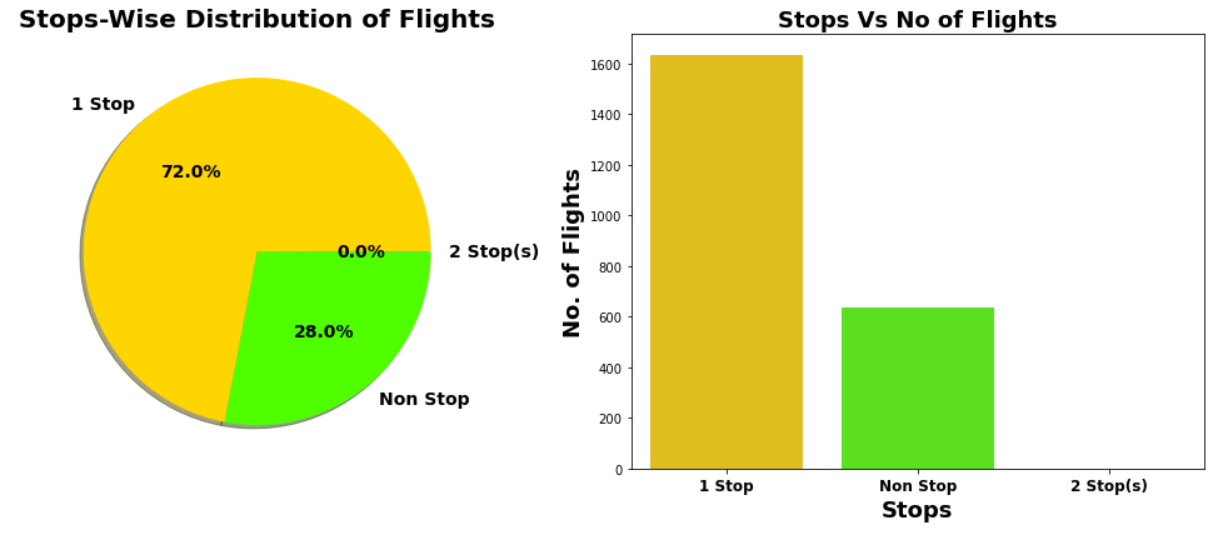 Stops-Wise Distribution of Flights
1 Stop
72.0%
0.0%
2 Stop(s)
28.0%
Non Stop
Stops Vs No of Flights
No. of Flights
1600
1400
1200
1000
800
600
400
200
0
1 Stop
Non Stop
2 Stop(s)
Stops